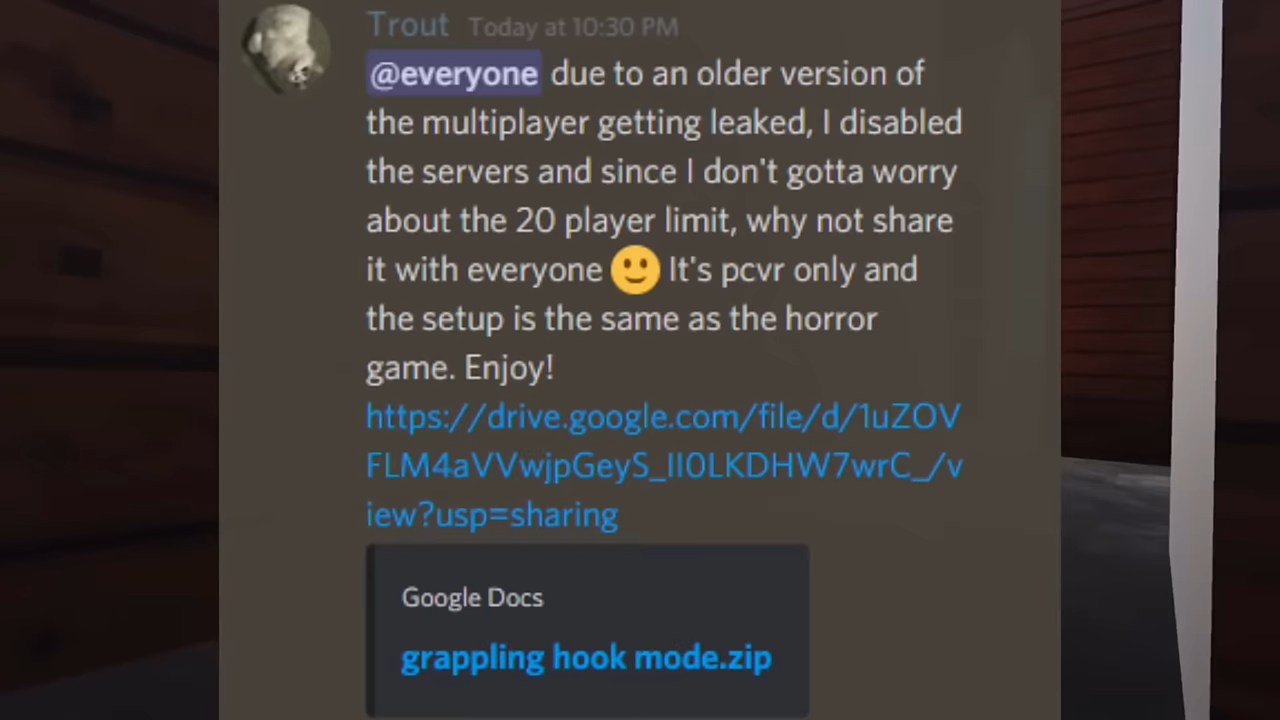 Trout Today at 10:30 PM
@everyone due to an older version of
the multiplayer getting leaked, I disabled
the servers and since I don't gotta worry
about the 20 player limit, why not share
it with everyone 🙂 It's pcvr only and
the setup is the same as the horror
game. Enjoy!
https://drive.google.com/file/d/1uZOV
FLM4aVVwjpGeyS_II0LKDHW7wrC_/v
iew?usp=sharing
Google Docs
grappling hook mode.zip